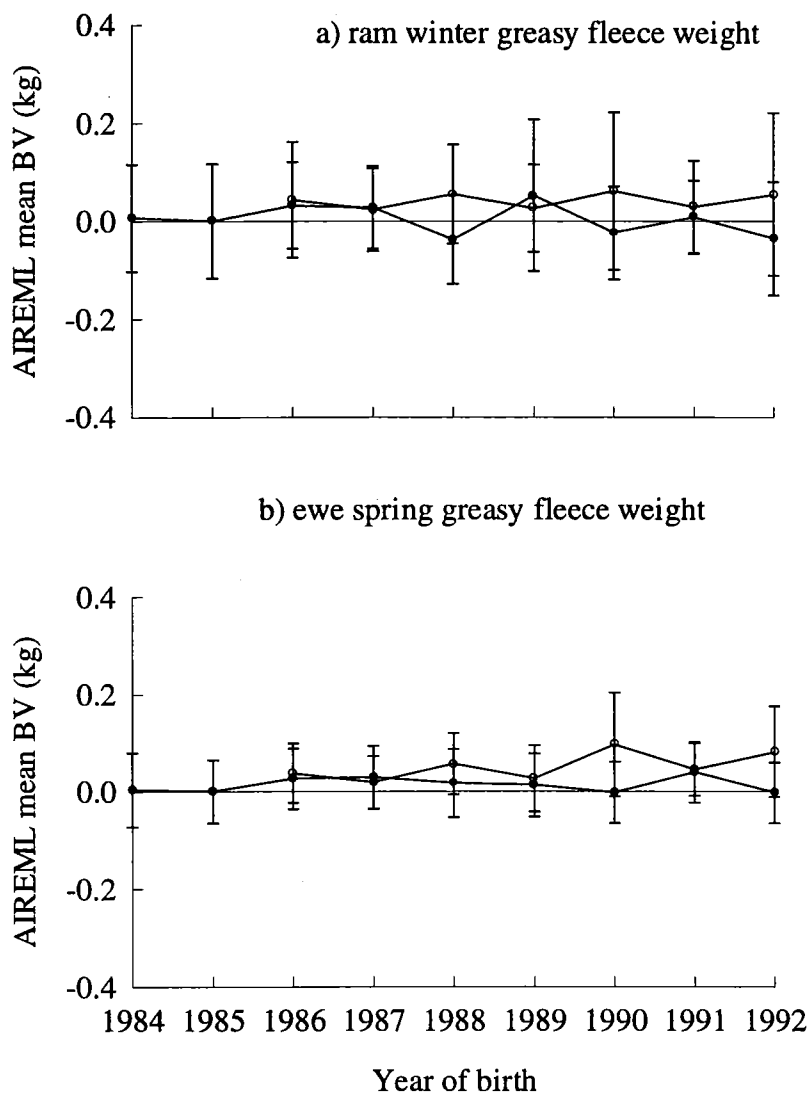 a) ram winter greasy fleece weight
AIREML mean BV (kg)
0.4
0.2
0.0
-0.2
-0.4
b) ewe spring greasy fleece weight
AIREML mean BV (kg)
0.4
0.2
0.0
-0.2
-0.4
1984 1985 1986 1987 1988 1989 1990 1991 1992
Year of birth